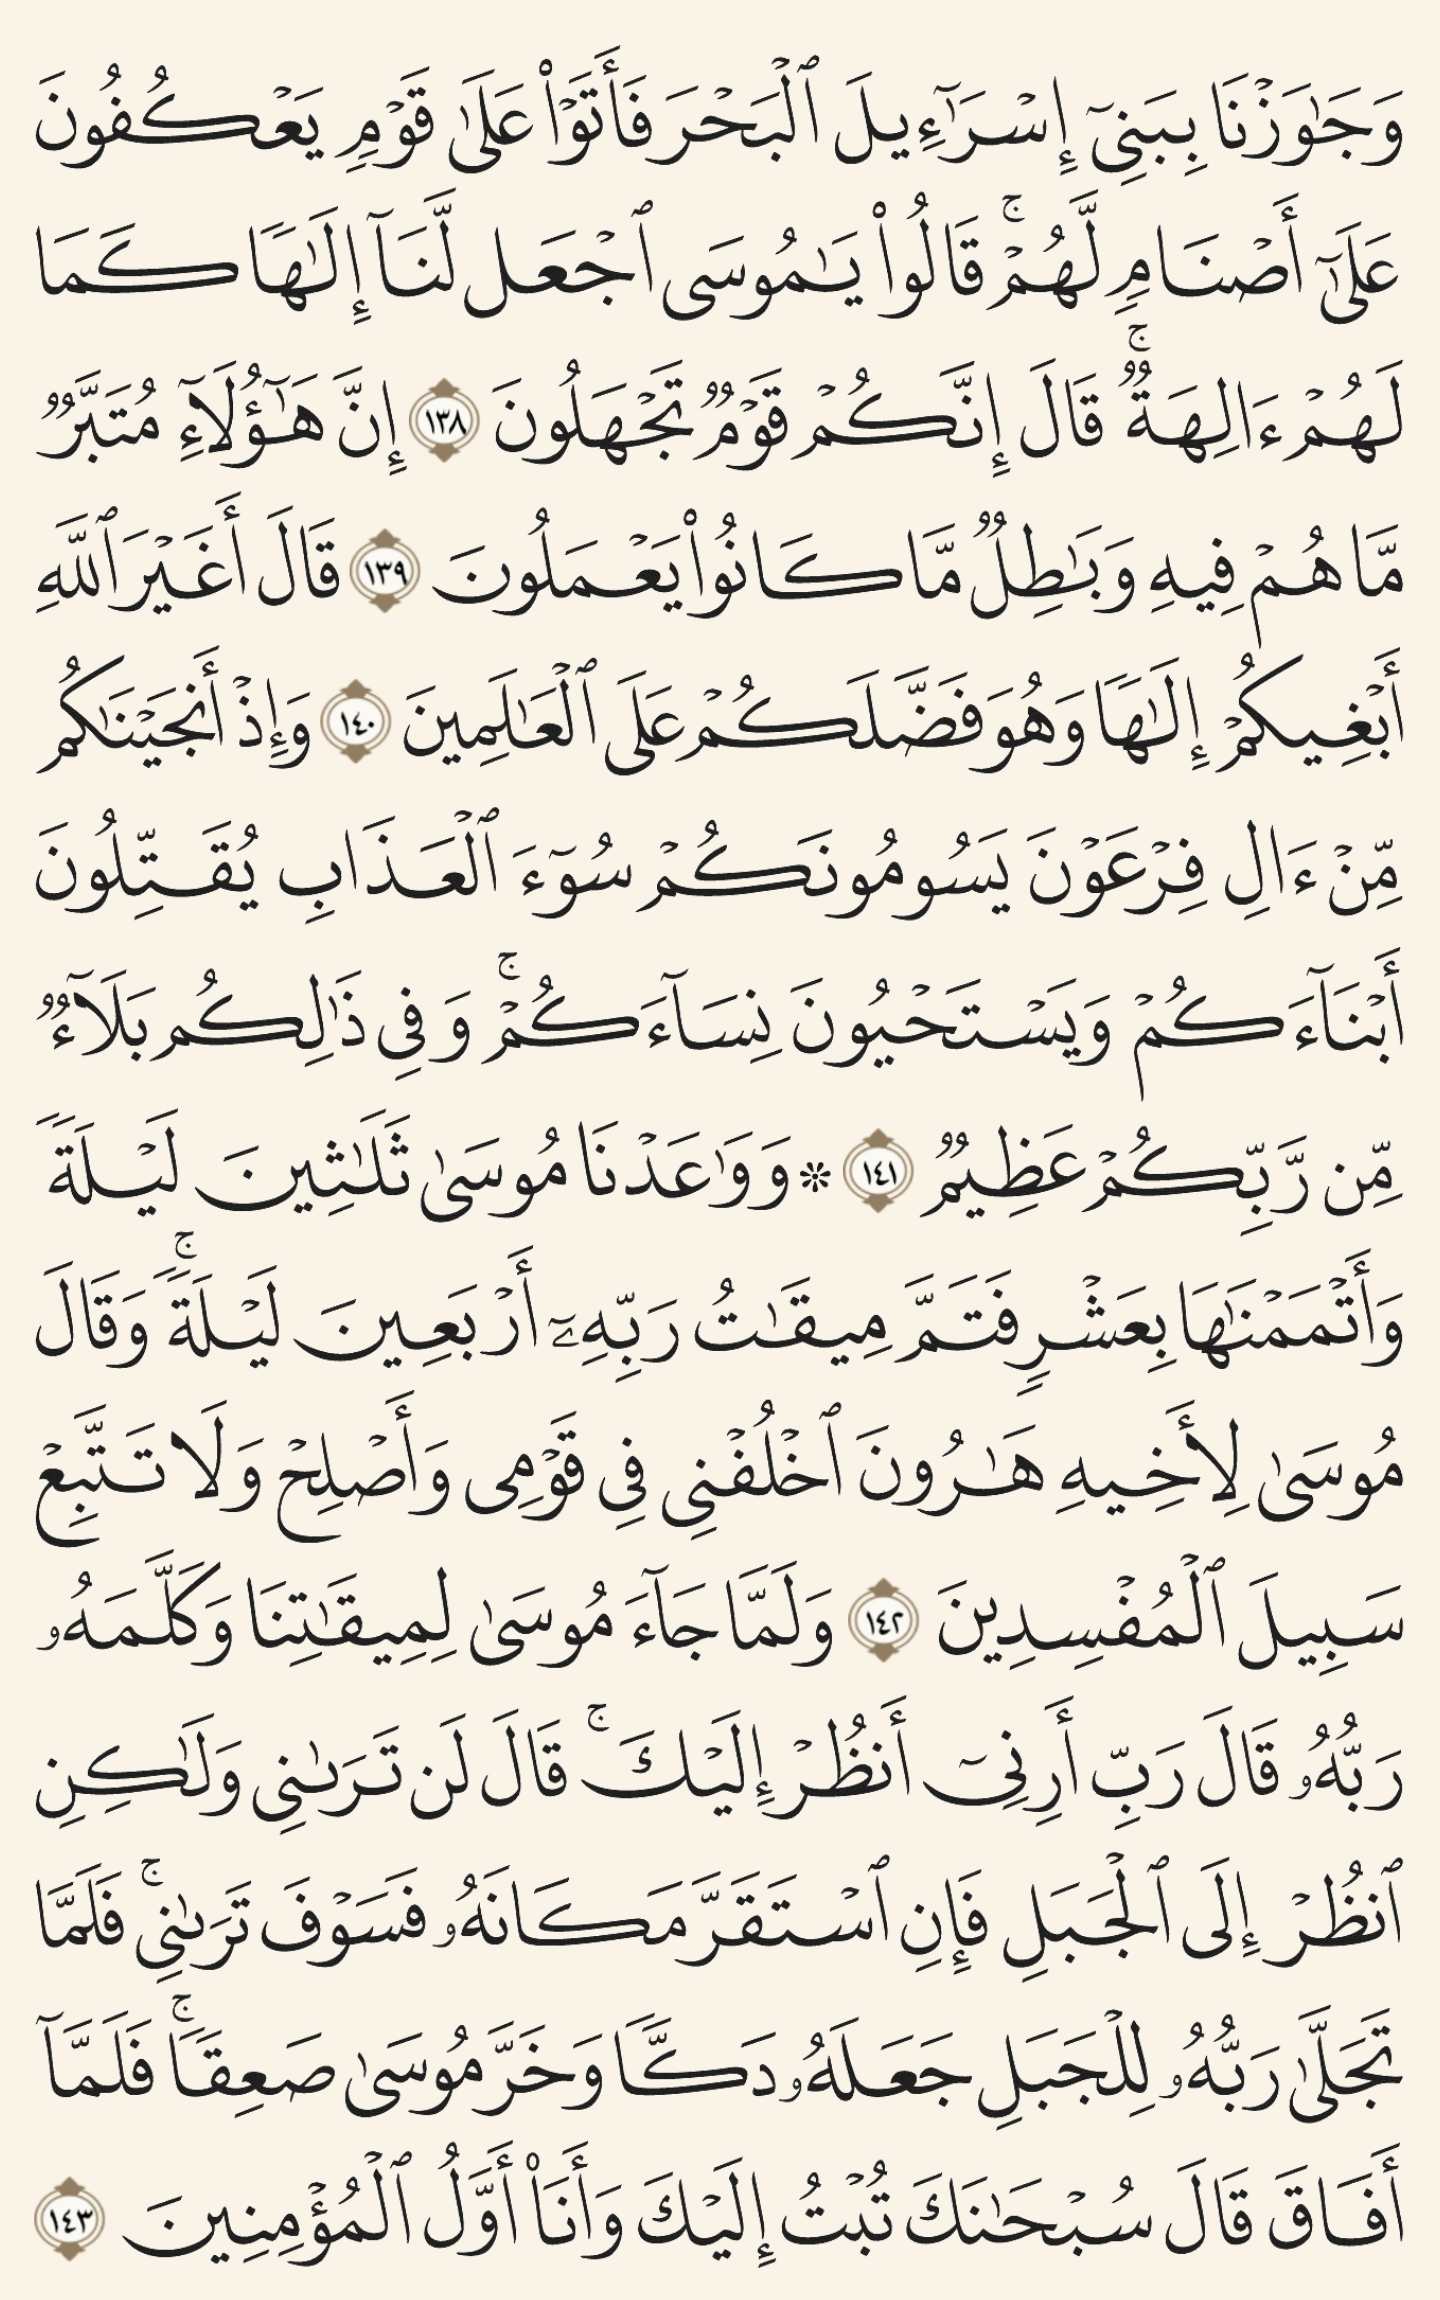 وَجَٰوَزْنَا بِبَنِىٓ إِسْرَٰٓءِيلَ ٱلْبَحْرَ فَأَتَوْا۟ عَلَىٰ قَوْمٍ يَعْكُفُونَ
عَلَىٰٓ أَصْنَامٍ لَّهُمْ ۚ قَالُوا۟ يَٰمُوسَى ٱجْعَل لَّنَآ إِلَٰهًا كَمَا
لَهُمْ ءَالِهَةٌ ۚ قَالَ إِنَّكُمْ قَوْمٌ تَجْهَلُونَ ١٣٨ إِنَّ هَٰٓؤُلَآءِ مُتَبَّرٌ
مَّا هُمْ فِيهِ وَبَٰطِلٌ مَّا كَانُوا۟ يَعْمَلُونَ ١٣٩ قَالَ أَغَيْرَ ٱللَّهِ
أَبْغِيكُمْ إِلَٰهًا وَهُوَ فَضَّلَكُمْ عَلَى ٱلْعَٰلَمِينَ ١٤٠ وَإِذْ أَنجَيْنَٰكُم
مِّنْ ءَالِ فِرْعَوْنَ يَسُومُونَكُمْ سُوٓءَ ٱلْعَذَابِ يُقَتِّلُونَ
أَبْنَآءَكُمْ وَيَسْتَحْيُونَ نِسَآءَكُمْ ۚ وَفِى ذَٰلِكُم بَلَآءٌ
مِّن رَّبِّكُمْ عَظِيمٌ ١٤١ ۞ وَوَٰعَدْنَا مُوسَىٰ ثَلَٰثِينَ لَيْلَةً
وَأَتْمَمْنَٰهَا بِعَشْرٍ فَتَمَّ مِيقَٰتُ رَبِّهِۦٓ أَرْبَعِينَ لَيْلَةً ۚ وَقَالَ
مُوسَىٰ لِأَخِيهِ هَٰرُونَ ٱخْلُفْنِى فِى قَوْمِى وَأَصْلِحْ وَلَا تَتَّبِعْ
سَبِيلَ ٱلْمُفْسِدِينَ ١٤٢ وَلَمَّا جَآءَ مُوسَىٰ لِمِيقَٰتِنَا وَكَلَّمَهُۥ
رَبُّهُۥ قَالَ رَبِّ أَرِنِىٓ أَنظُرْ إِلَيْكَ ۚ قَالَ لَن تَرَىٰنِى وَلَٰكِنِ
ٱنظُرْ إِلَى ٱلْجَبَلِ فَإِنِ ٱسْتَقَرَّ مَكَانَهُۥ فَسَوْفَ تَرَىٰنِى ۚ فَلَمَّا
تَجَلَّىٰ رَبُّهُۥ لِلْجَبَلِ جَعَلَهُۥ دَكًّا وَخَرَّ مُوسَىٰ صَعِقًا ۚ فَلَمَّآ
أَفَاقَ قَالَ سُبْحَٰنَكَ تُبْتُ إِلَيْكَ وَأَنَا۠ أَوَّلُ ٱلْمُؤْمِنِينَ ١٤٣